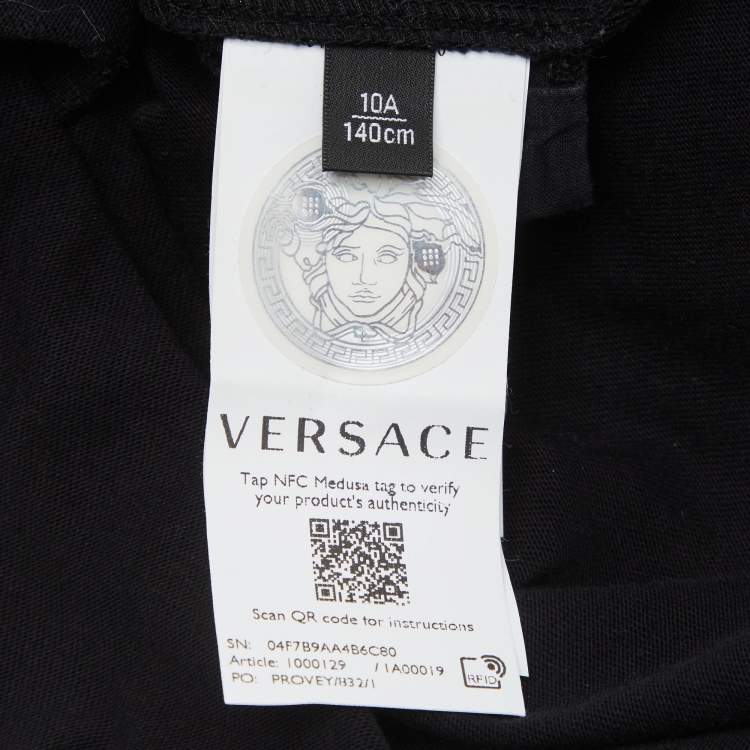 10A
140cm
VERSACE
Tap NFC Medusa tag to verify
your product's authenticity
Scan QR code for instructions
SN: 04F7B9AA4B6C80
Article: 1000129 /1A00019
PO: PROVEY/B32/1
RFID